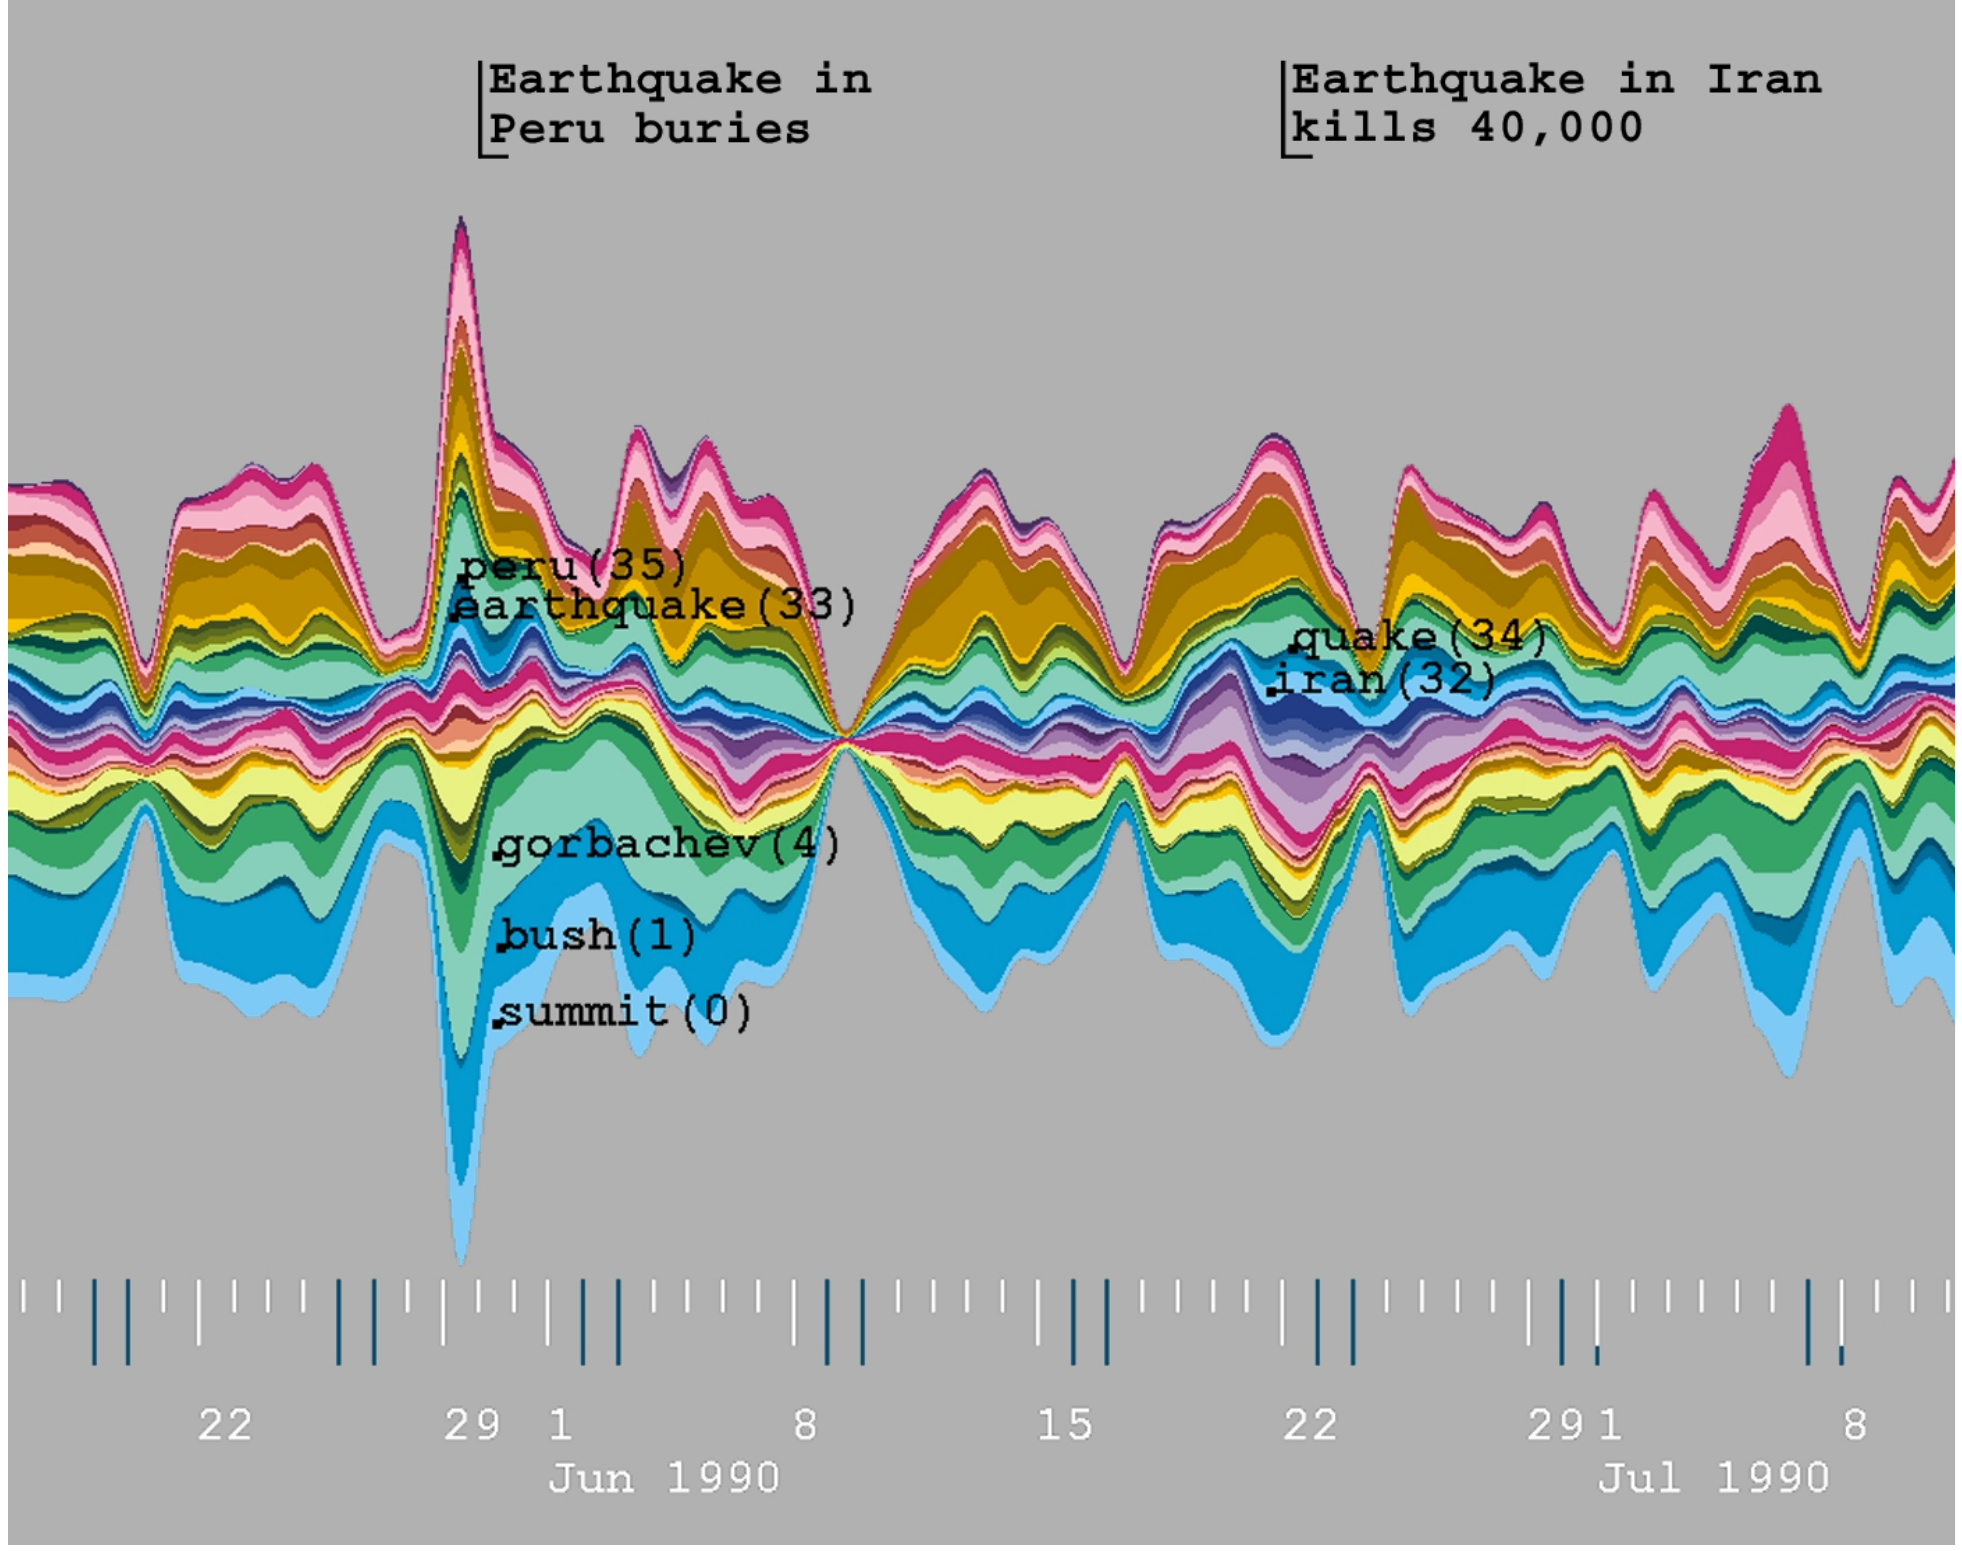 Earthquake in
Peru buries
Earthquake in Iran
kills 40,000
peru(35)
earthquake(33)
quake(34)
iran(32)
gorbachev(4)
bush(1)
summit(0)
22 29 1 8 15 22 29 1 8
Jun 1990 Jul 1990